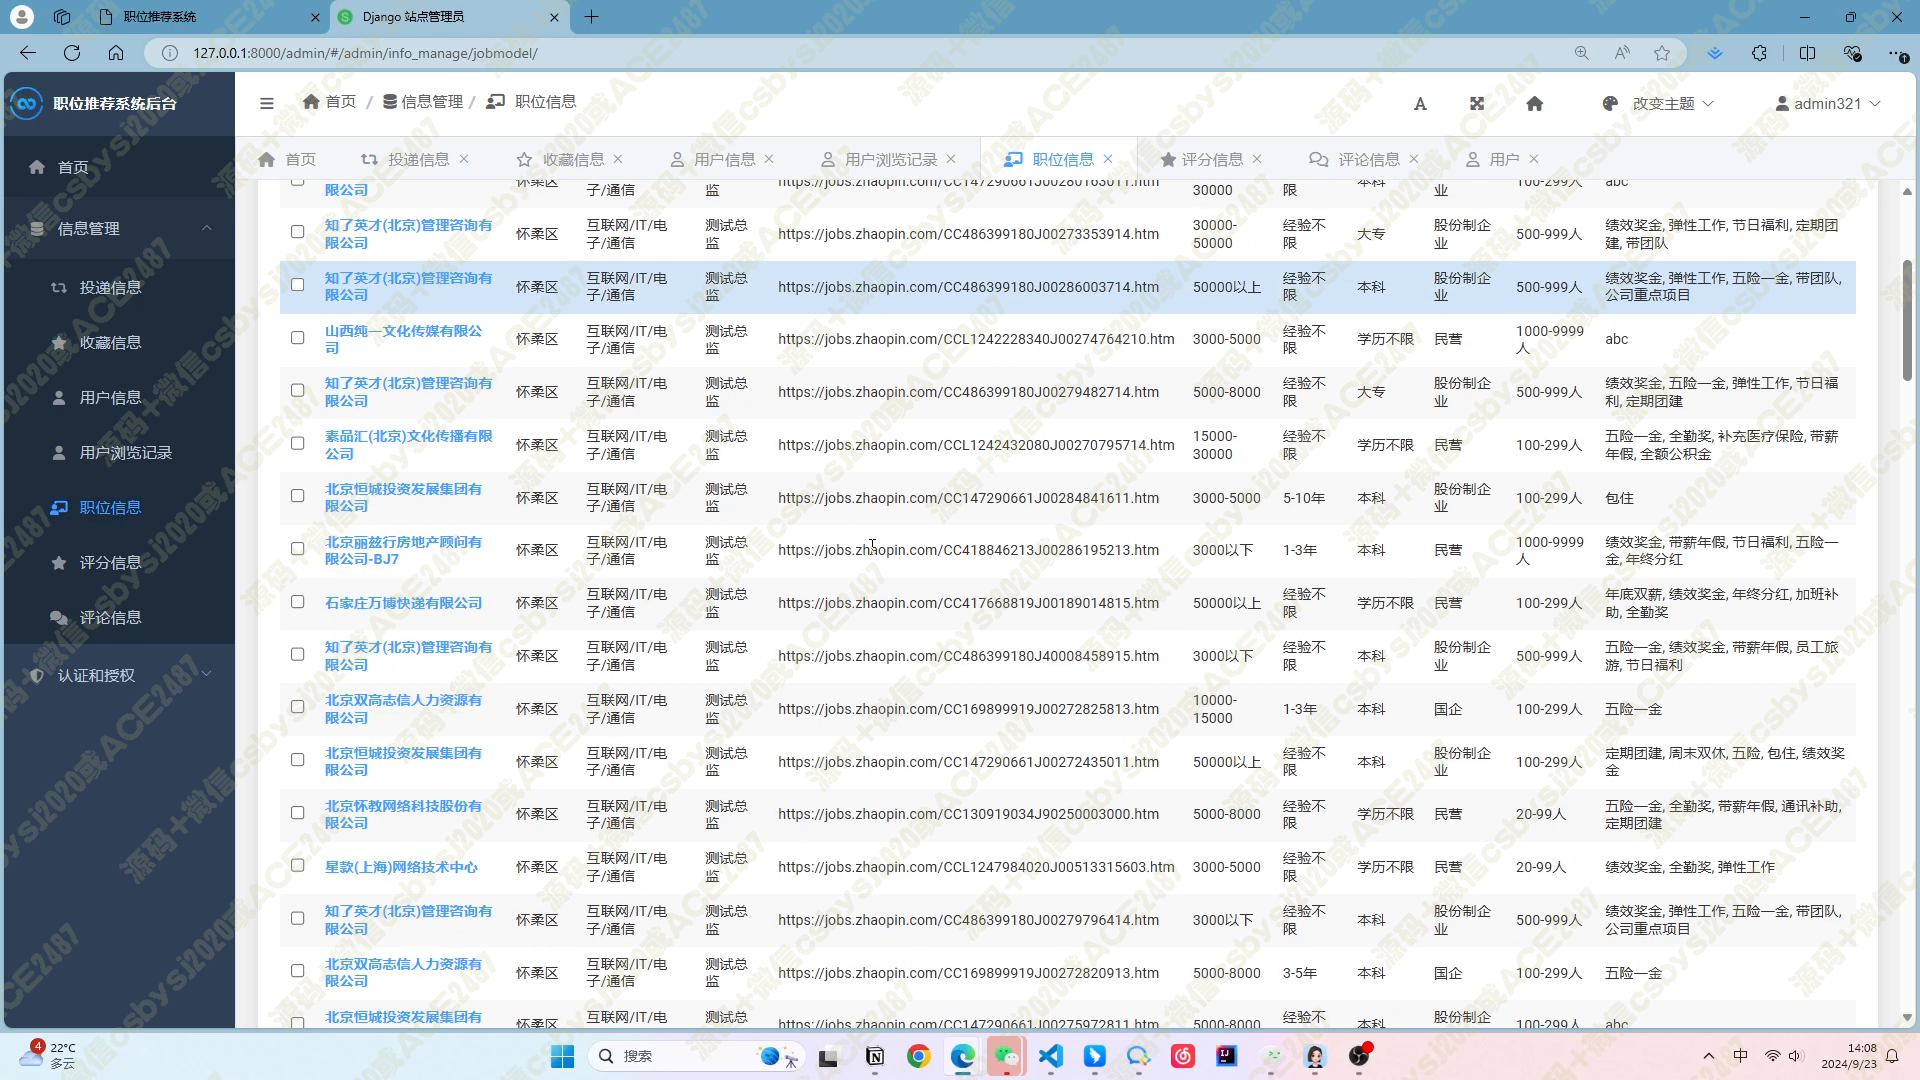 职位推荐系统
Django 站点管理员
127.0.0.1:8000/admin/#/admin/info_manage/jobmodel/
职位推荐系统后台
首页 / 信息管理 / 职位信息
改变主题
admin321
首页
投递信息
收藏信息
用户信息
用户浏览记录
职位信息
评分信息
评论信息
用户
首页
信息管理
投递信息
收藏信息
用户信息
用户浏览记录
职位信息
评分信息
评论信息
认证和授权
限公司 怀柔区 子/通信 监 https://jobs.zhaopin.com/CC147290661J00280163011.htm 30000 限 本科 业 100-299人 abc
知了英才(北京)管理咨询有限公司 怀柔区 互联网/IT/电子/通信 测试总监 https://jobs.zhaopin.com/CC486399180J00273353914.htm 30000-50000 经验不限 大专 股份制企业 500-999人 绩效奖金, 弹性工作, 节日福利, 定期团建, 带团队
知了英才(北京)管理咨询有限公司 怀柔区 互联网/IT/电子/通信 测试总监 https://jobs.zhaopin.com/CC486399180J00286003714.htm 50000以上 经验不限 本科 股份制企业 500-999人 绩效奖金, 弹性工作, 五险一金, 带团队, 公司重点项目
山西纯一文化传媒有限公司 怀柔区 互联网/IT/电子/通信 测试总监 https://jobs.zhaopin.com/CCL1242228340J00274764210.htm 3000-5000 经验不限 学历不限 民营 1000-9999人 abc
知了英才(北京)管理咨询有限公司 怀柔区 互联网/IT/电子/通信 测试总监 https://jobs.zhaopin.com/CC486399180J00279482714.htm 5000-8000 经验不限 大专 股份制企业 500-999人 绩效奖金, 五险一金, 弹性工作, 节日福利, 定期团建
素品汇(北京)文化传播有限公司 怀柔区 互联网/IT/电子/通信 测试总监 https://jobs.zhaopin.com/CCL1242432080J00270795714.htm 15000-30000 经验不限 学历不限 民营 100-299人 五险一金, 全勤奖, 补充医疗保险, 带薪年假, 全额公积金
北京恒城投资发展集团有限公司 怀柔区 互联网/IT/电子/通信 测试总监 https://jobs.zhaopin.com/CC147290661J00284841611.htm 3000-5000 5-10年 本科 股份制企业 100-299人 包住
北京丽兹行房地产顾问有限公司-BJ7 怀柔区 互联网/IT/电子/通信 测试总监 https://jobs.zhaopin.com/CC418846213J00286195213.htm 3000以下 1-3年 本科 民营 1000-9999人 绩效奖金, 带薪年假, 节日福利, 五险一金, 年终分红
石家庄万博快递有限公司 怀柔区 互联网/IT/电子/通信 测试总监 https://jobs.zhaopin.com/CC417668819J00189014815.htm 50000以上 经验不限 学历不限 民营 100-299人 年底双薪, 绩效奖金, 年终分红, 加班补助, 全勤奖
知了英才(北京)管理咨询有限公司 怀柔区 互联网/IT/电子/通信 测试总监 https://jobs.zhaopin.com/CC486399180J40008458915.htm 3000以下 经验不限 本科 股份制企业 500-999人 五险一金, 绩效奖金, 带薪年假, 员工旅游, 节日福利
北京双高志信人力资源有限公司 怀柔区 互联网/IT/电子/通信 测试总监 https://jobs.zhaopin.com/CC169899919J00272825813.htm 10000-15000 1-3年 本科 国企 100-299人 五险一金
北京恒城投资发展集团有限公司 怀柔区 互联网/IT/电子/通信 测试总监 https://jobs.zhaopin.com/CC147290661J00272435011.htm 50000以上 经验不限 本科 股份制企业 100-299人 定期团建, 周末双休, 五险, 包住, 绩效奖金
北京怀教网络科技股份有限公司 怀柔区 互联网/IT/电子/通信 测试总监 https://jobs.zhaopin.com/CC130919034J90250003000.htm 5000-8000 经验不限 学历不限 民营 20-99人 五险一金, 全勤奖, 带薪年假, 通讯补助, 定期团建
星款(上海)网络技术中心 怀柔区 互联网/IT/电子/通信 测试总监 https://jobs.zhaopin.com/CCL1247984020J00513315603.htm 3000-5000 经验不限 学历不限 民营 20-99人 绩效奖金, 全勤奖, 弹性工作
知了英才(北京)管理咨询有限公司 怀柔区 互联网/IT/电子/通信 测试总监 https://jobs.zhaopin.com/CC486399180J00279796414.htm 3000以下 经验不限 本科 股份制企业 500-999人 绩效奖金, 弹性工作, 五险一金, 带团队, 公司重点项目
北京双高志信人力资源有限公司 怀柔区 互联网/IT/电子/通信 测试总监 https://jobs.zhaopin.com/CC169899919J00272820913.htm 5000-8000 3-5年 本科 国企 100-299人 五险一金
北京恒城投资发展集团有 怀柔区 互联网/IT/电 测试总 https://jobs.zhaopin.com/CC147290661J00275972811.htm 5000-8000 经验不 本科 股份制企 100-299人 abc
源码+微信csbysj2020或ACE2487
4
22°C
多云
搜索
中
14:08
2024/9/23